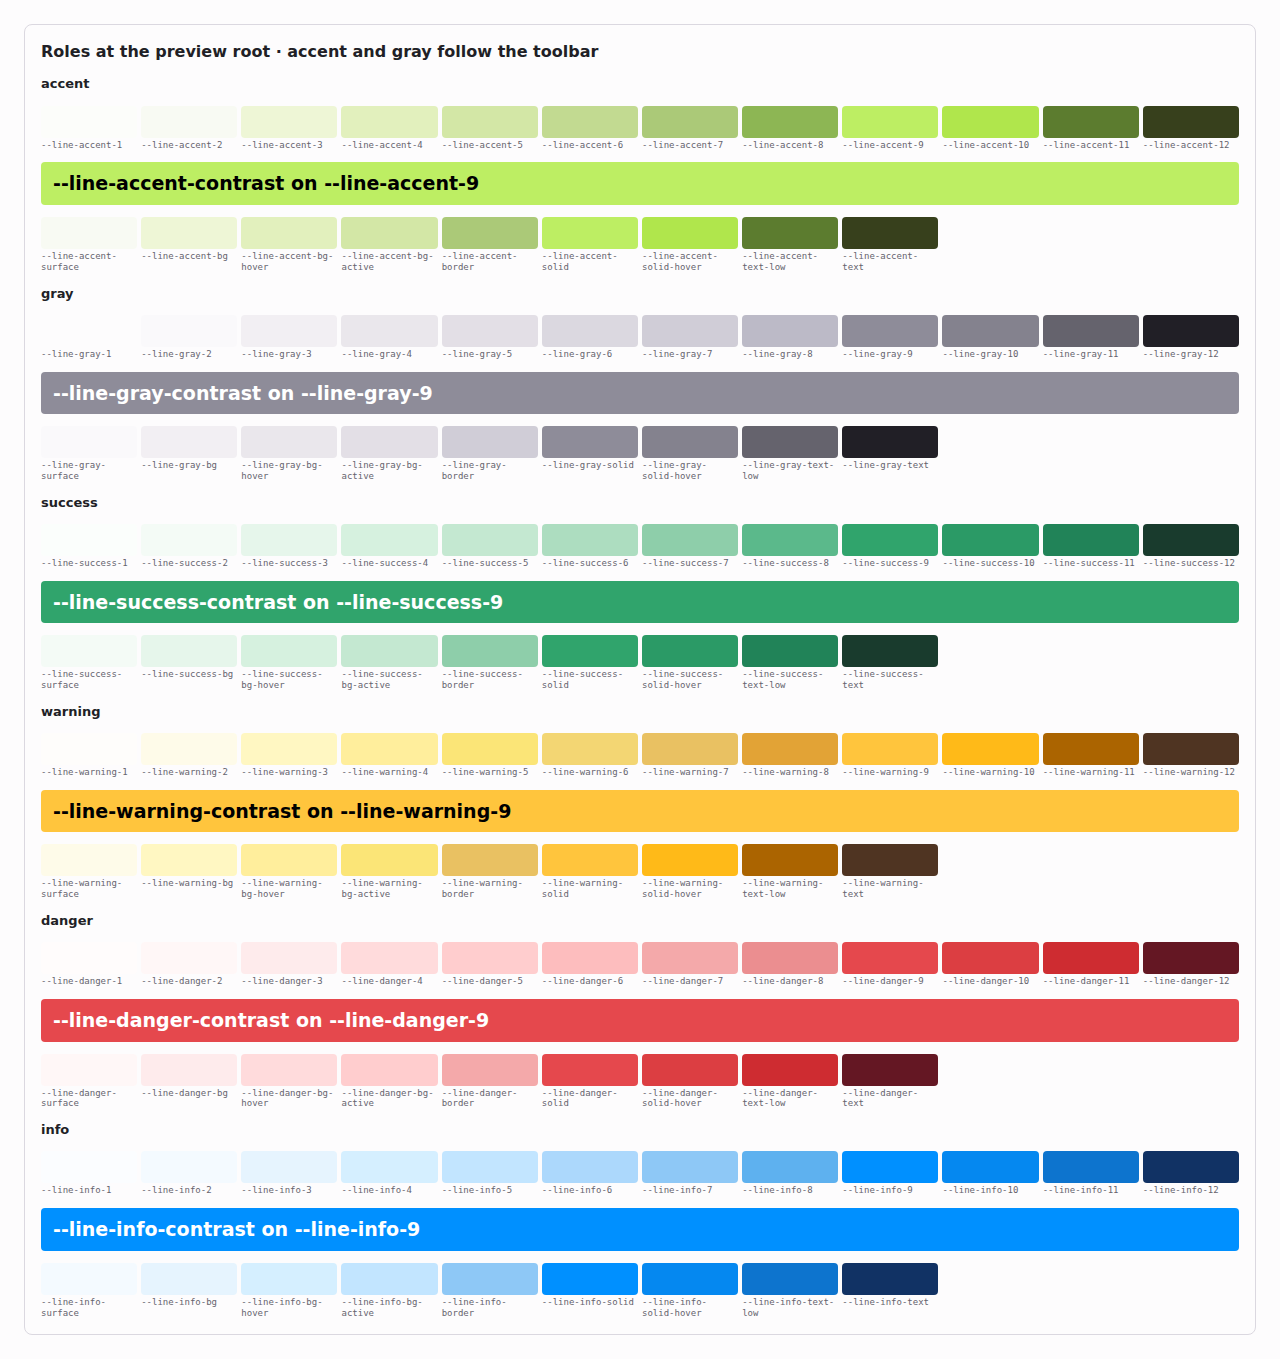 Roles at the preview root · accent and gray follow the toolbar
accent
--line-accent-1 --line-accent-2 --line-accent-3 --line-accent-4 --line-accent-5 --line-accent-6 --line-accent-7 --line-accent-8 --line-accent-9 --line-accent-10 --line-accent-11 --line-accent-12
--line-accent-contrast on --line-accent-9
--line-accent- --line-accent-bg --line-accent-bg- --line-accent-bg- --line-accent- --line-accent- --line-accent- --line-accent- --line-accent-
surface hover active border solid solid-hover text-low text
gray
--line-gray-1 --line-gray-2 --line-gray-3 --line-gray-4 --line-gray-5 --line-gray-6 --line-gray-7 --line-gray-8 --line-gray-9 --line-gray-10 --line-gray-11 --line-gray-12
--line-gray-contrast on --line-gray-9
--line-gray- --line-gray-bg --line-gray-bg- --line-gray-bg- --line-gray- --line-gray-solid --line-gray- --line-gray-text- --line-gray-text
surface hover active border solid-hover low
success
--line-success-1 --line-success-2 --line-success-3 --line-success-4 --line-success-5 --line-success-6 --line-success-7 --line-success-8 --line-success-9 --line-success-10 --line-success-11 --line-success-12
--line-success-contrast on --line-success-9
--line-success- --line-success-bg --line-success- --line-success- --line-success- --line-success- --line-success- --line-success- --line-success-
surface bg-hover bg-active border solid solid-hover text-low text
warning
--line-warning-1 --line-warning-2 --line-warning-3 --line-warning-4 --line-warning-5 --line-warning-6 --line-warning-7 --line-warning-8 --line-warning-9 --line-warning-10 --line-warning-11 --line-warning-12
--line-warning-contrast on --line-warning-9
--line-warning- --line-warning-bg --line-warning- --line-warning- --line-warning- --line-warning- --line-warning- --line-warning- --line-warning-
surface bg-hover bg-active border solid solid-hover text-low text
danger
--line-danger-1 --line-danger-2 --line-danger-3 --line-danger-4 --line-danger-5 --line-danger-6 --line-danger-7 --line-danger-8 --line-danger-9 --line-danger-10 --line-danger-11 --line-danger-12
--line-danger-contrast on --line-danger-9
--line-danger- --line-danger-bg --line-danger-bg- --line-danger-bg- --line-danger- --line-danger- --line-danger- --line-danger- --line-danger-
surface hover active border solid solid-hover text-low text
info
--line-info-1 --line-info-2 --line-info-3 --line-info-4 --line-info-5 --line-info-6 --line-info-7 --line-info-8 --line-info-9 --line-info-10 --line-info-11 --line-info-12
--line-info-contrast on --line-info-9
--line-info- --line-info-bg --line-info-bg- --line-info-bg- --line-info- --line-info-solid --line-info- --line-info-text- --line-info-text
surface hover active border solid-hover low